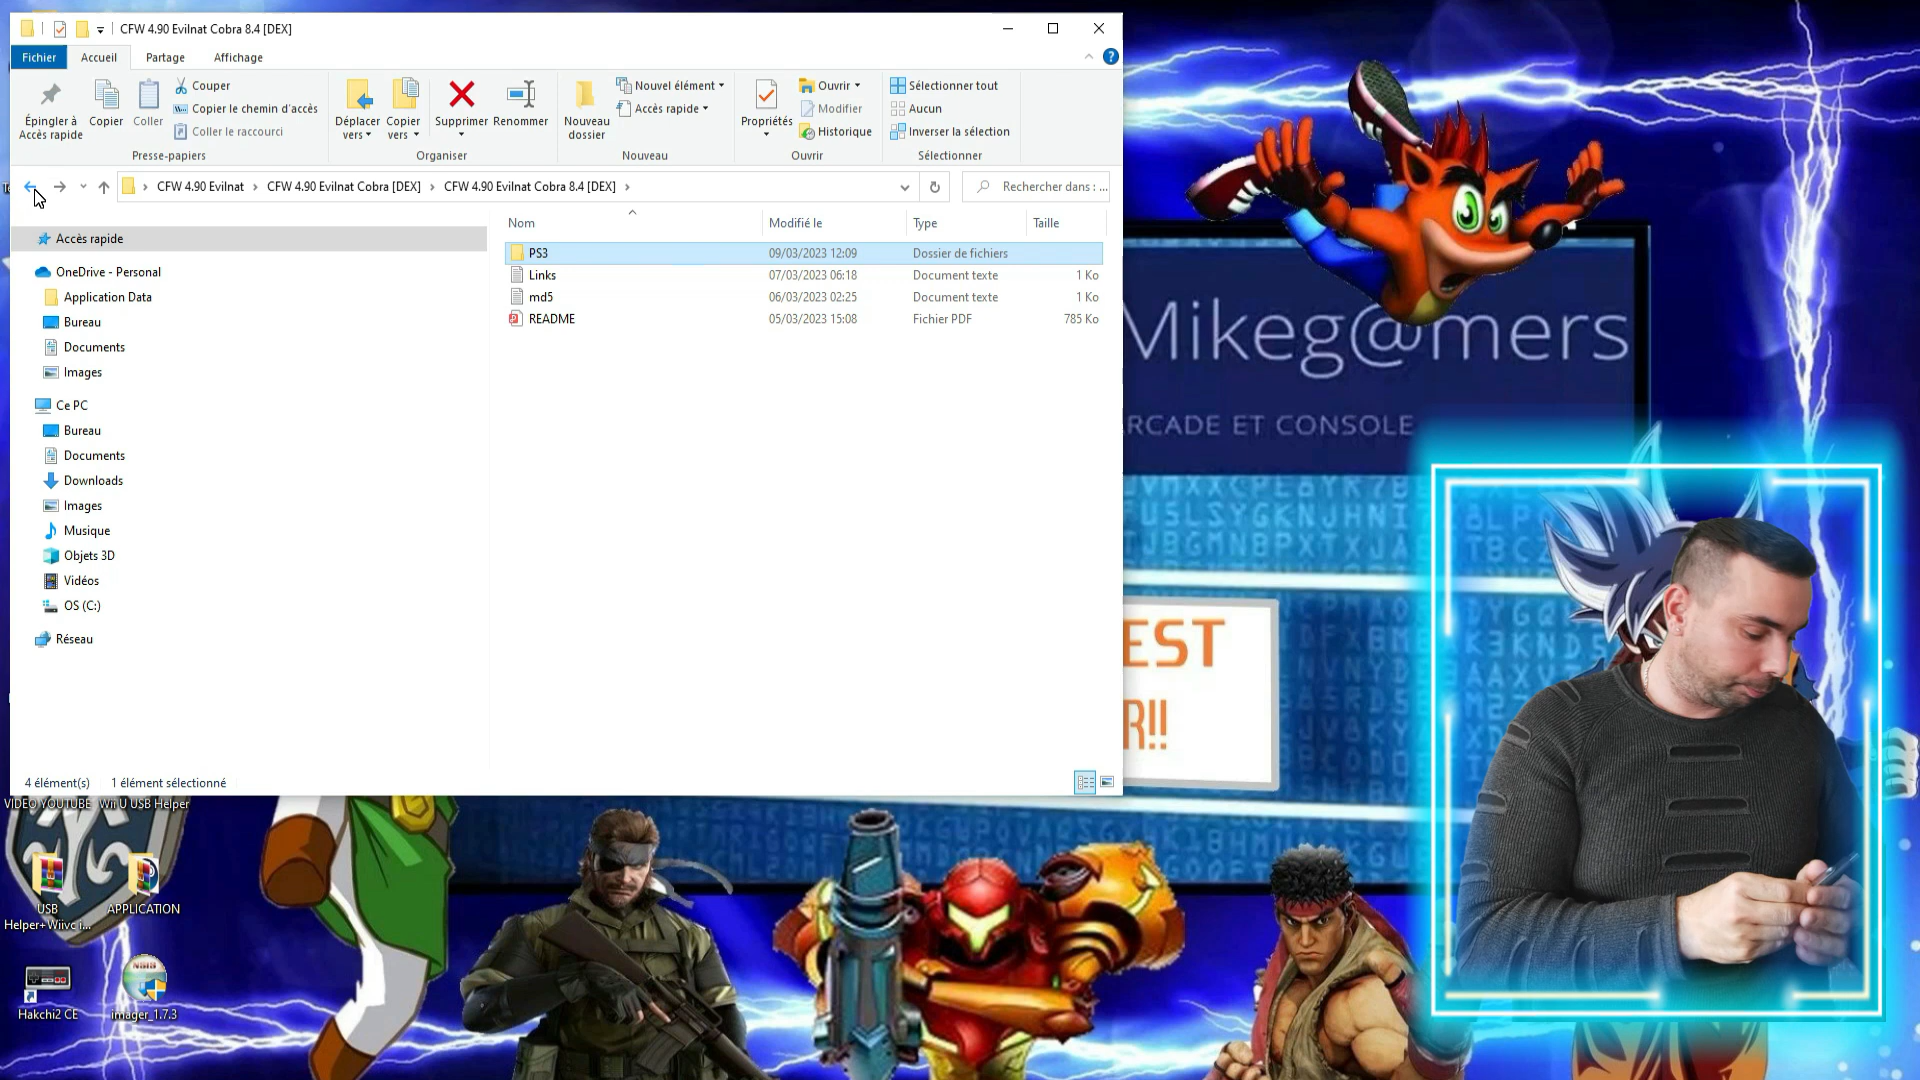 CFW 4.90 Evilnat Cobra 8.4 [DEX]
Fichier
Accueil
Partage
Affichage
Épingler à
Accès rapide
Copier
Coller
Couper
Copier le chemin d'accès
Coller le raccourci
Presse-papiers
Déplacer
vers
Copier
vers
Supprimer
Renommer
Organiser
Nouveau
dossier
Nouvel élément
Accès rapide
Nouveau
Propriétés
Ouvrir
Modifier
Historique
Ouvrir
Sélectionner tout
Aucun
Inverser la sélection
Sélectionner
CFW 4.90 Evilnat > CFW 4.90 Evilnat Cobra [DEX] > CFW 4.90 Evilnat Cobra 8.4 [DEX] >
Rechercher dans : ...
Accès rapide
OneDrive - Personal
Application Data
Bureau
Documents
Images
Ce PC
Bureau
Documents
Downloads
Images
Musique
Objets 3D
Vidéos
OS (C:)
Réseau
Nom Modifié le Type Taille
PS3 09/03/2023 12:09 Dossier de fichiers
Links 07/03/2023 06:18 Document texte 1 Ko
md5 06/03/2023 02:25 Document texte 1 Ko
README 05/03/2023 15:08 Fichier PDF 785 Ko
4 élément(s) 1 élément sélectionné
Mikeg@mers
RCADE ET CONSOLE
EST
R!!
VIDEO YOUTUBE
Wii U USB Helper
USB
Helper+Wiivc i...
APPLICATION
Hakchi2 CE
NSIS
imager_1.7.3